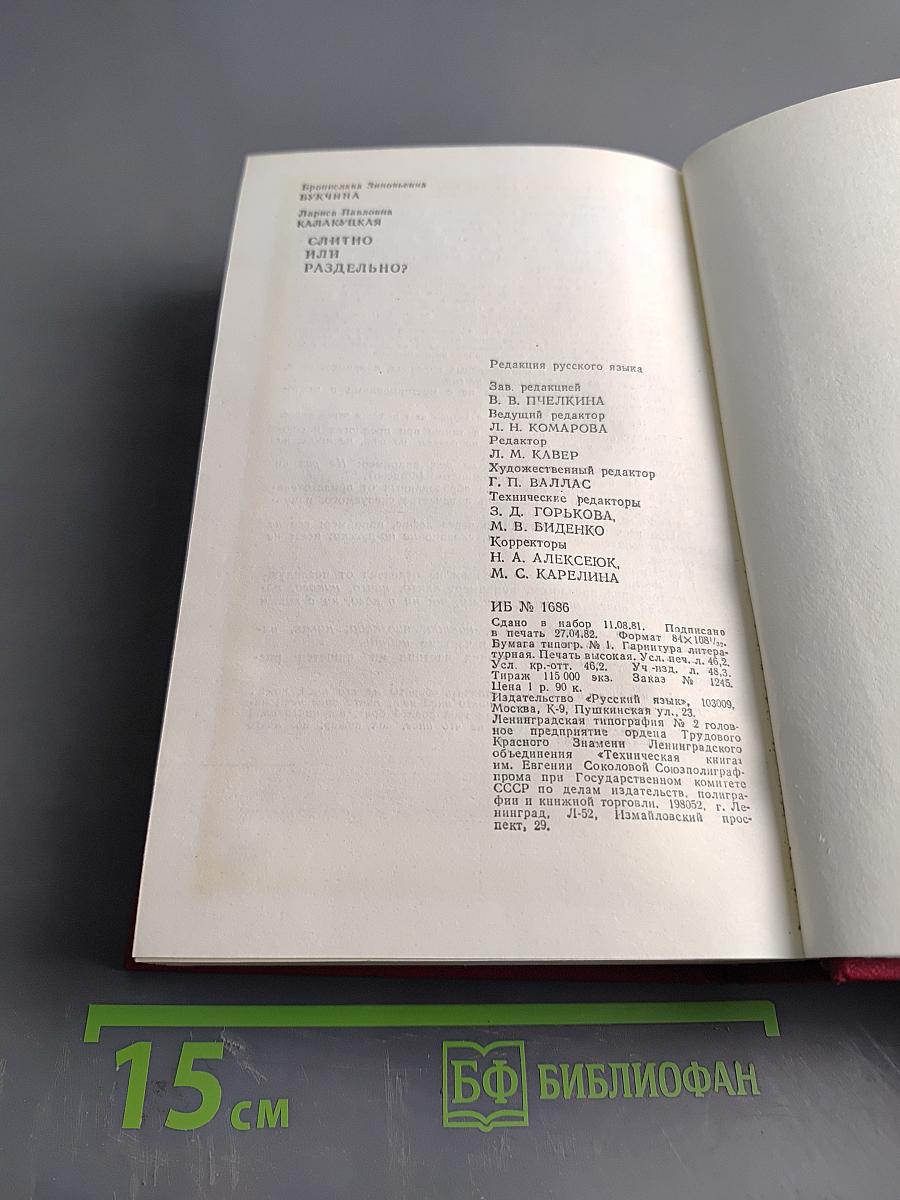 Бронислава Зиновьевна
БУКЧИНА
Лариса Павловна
КАЛАКУЦКАЯ
СЛИТНО
ИЛИ
РАЗДЕЛЬНО?
Редакция русского языка
Зав. редакцией
В. В. ПЧЕЛКИНА
Ведущий редактор
Л. Н. КОМАРОВА
Редактор
Л. М. КАВЕР
Художественный редактор
Г. П. ВАЛЛАС
Технические редакторы
З. Д. ГОРЬКОВА,
М. В. БИДЕНКО
Корректоры
Н. А. АЛЕКСЕЮК,
М. С. КАРЕЛИНА
ИБ № 1686
Сдано в набор 11.08.81. Подписано
в печать 27.04.82. Формат 84×108 1/32.
Бумага типогр. № 1. Гарнитура литера-
турная. Печать высокая. Усл. печ. л. 46,2.
Усл. кр.-отт. 46,2. Уч-изд. л. 48,3.
Тираж 115 000 экз. Заказ № 1245.
Цена 1 р. 90 к.
Издательство «Русский язык», 103009,
Москва, К-9, Пушкинская ул., 23.
Ленинградская типография № 2 голов-
ное предприятие ордена Трудового
Красного Знамени Ленинградского
объединения «Техническая книга»
им. Евгении Соколовой Союзполиграф-
прома при Государственном комитете
СССР по делам издательств, полигра-
фии и книжной торговли. 198052, г. Ле-
нинград, Л-52, Измайловский прос-
пект, 29.
15 см
БФ БИБЛИОФАН